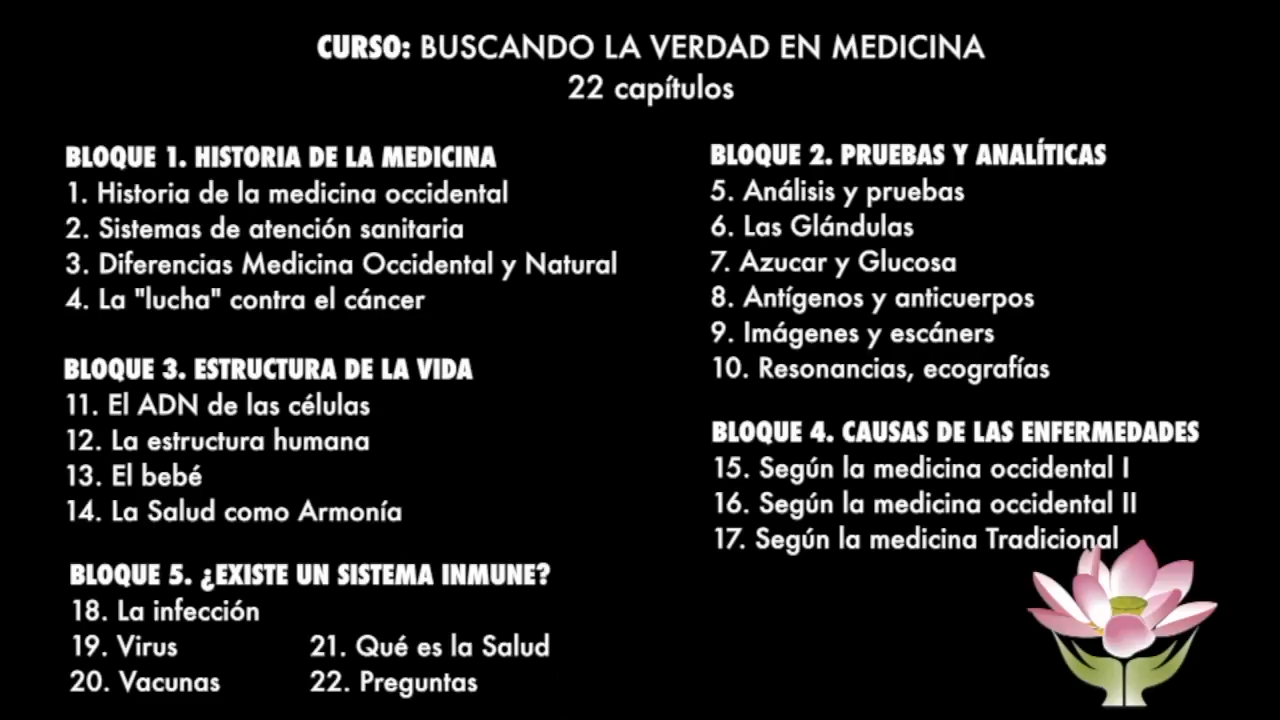 CURSO: BUSCANDO LA VERDAD EN MEDICINA
22 capítulos
BLOQUE 1. HISTORIA DE LA MEDICINA
1. Historia de la medicina occidental
2. Sistemas de atención sanitaria
3. Diferencias Medicina Occidental y Natural
4. La "lucha" contra el cáncer
BLOQUE 2. PRUEBAS Y ANALÍTICAS
5. Análisis y pruebas
6. Las Glándulas
7. Azucar y Glucosa
8. Antígenos y anticuerpos
9. Imágenes y escáners
10. Resonancias, ecografías
BLOQUE 3. ESTRUCTURA DE LA VIDA
11. El ADN de las células
12. La estructura humana
13. El bebé
14. La Salud como Armonía
BLOQUE 4. CAUSAS DE LAS ENFERMEDADES
15. Según la medicina occidental I
16. Según la medicina occidental II
17. Según la medicina Tradicional
BLOQUE 5. ¿EXISTE UN SISTEMA INMUNE?
18. La infección
19. Virus
20. Vacunas
21. Qué es la Salud
22. Preguntas